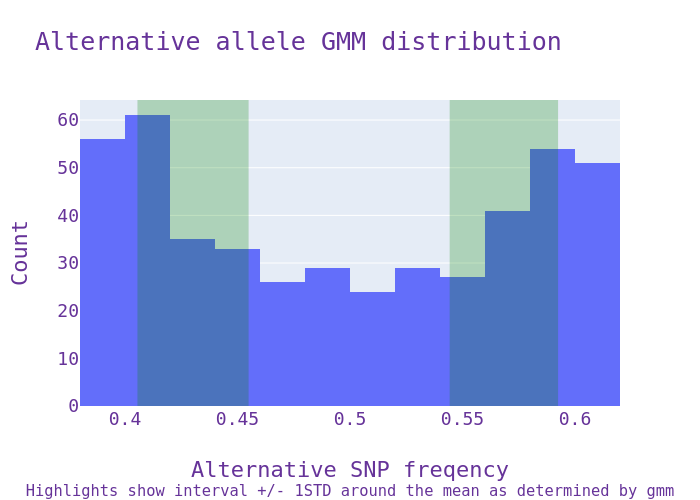 Alternative allele GMM distribution
60
50
40
30
20
10
0
Count
0.4 0.45 0.5 0.55 0.6
Alternative SNP freqency
Highlights show interval +/- 1STD around the mean as determined by gmm